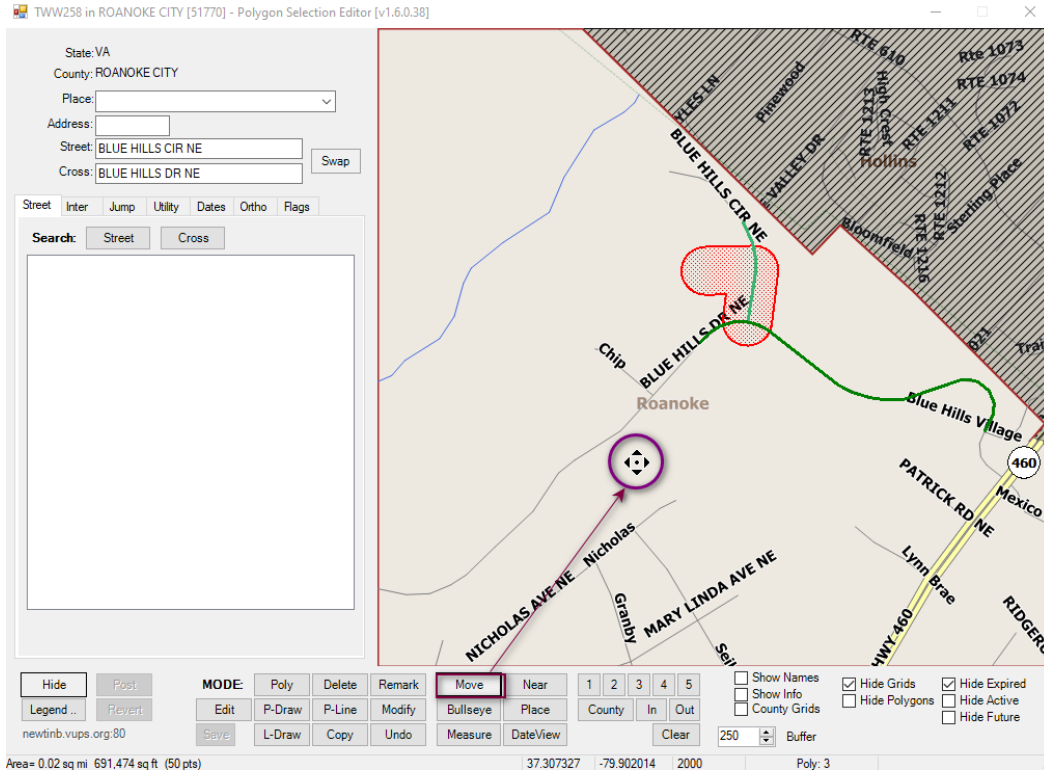 TWW258 in ROANOKE CITY [51770] - Polygon Selection Editor [v1.6.0.38]
State: VA
County: ROANOKE CITY
Place:
Address:
Street: BLUE HILLS CIR NE
Cross: BLUE HILLS DR NE
Swap
Street Inter Jump Utility Dates Ortho Flags
Search: Street Cross
RTE 610
Rte 1073
RTE 1074
YLES LN
Pinewood
RTE 1213
High Crest
RTE 1211
RTE 1072
BLUE HILLS CIR NE
VALLEY DR
Hollins
RTE 1212
Sterling Place
Bloomfield
RTE 1216
BLUE HILLS DR NE
Chip
021
Roanoke
Blue Hills Village
460
PATRICK RD NE
Mexico
Nicholas
NICHOLAS AVE NE
Granby
MARY LINDA AVE NE
Lynn Brae
HWY 460
Hide Post MODE: Poly Delete Remark Move Near 1 2 3 4 5 Show Names Hide Grids Hide Expired
Show Info Hide Polygons Hide Active
Legend .. Revert Edit P-Draw P-Line Modify Bullseye Place County In Out County Grids Hide Future
newtinb.vups.org:80 Save L-Draw Copy Undo Measure DateView Clear 250 Buffer
Area= 0.02 sq mi 691,474 sq ft (50 pts) 37.307327 -79.902014 2000 Poly: 3